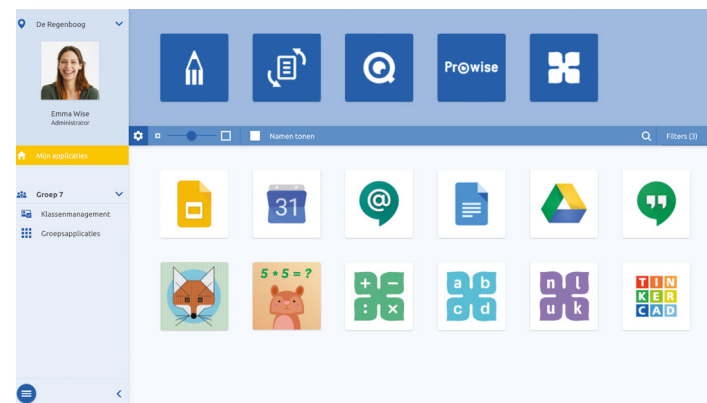 De Regenboog
Emma Wise
Administrator
Mijn applicaties
Groep 7
Klassenmanagement
Groepsapplicaties
Prowise
Namen tonen
Filters (3)
31
@
5 * 5 = ?
+ −
: ×
a b
c d
n l
u k
TIN
KER
CAD